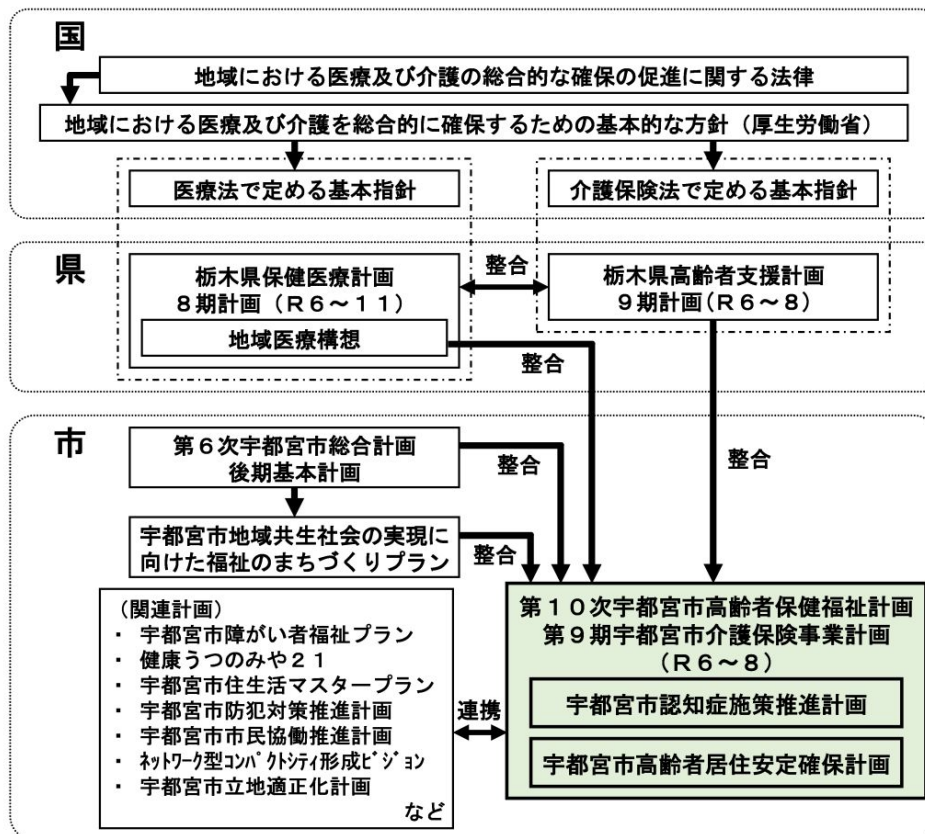 国
地域における医療及び介護の総合的な確保の促進に関する法律
地域における医療及び介護を総合的に確保するための基本的な方針(厚生労働省)
医療法で定める基本指針
介護保険法で定める基本指針
県
栃木県保健医療計画
8期計画(R6~11)
地域医療構想
整合
栃木県高齢者支援計画
9期計画(R6~8)
整合
市
第6次宇都宮市総合計画
後期基本計画
整合
整合
宇都宮市地域共生社会の実現に
向けた福祉のまちづくりプラン
整合
(関連計画)
・ 宇都宮市障がい者福祉プラン
・ 健康うつのみや21
・ 宇都宮市住生活マスタープラン
・ 宇都宮市防犯対策推進計画
・ 宇都宮市市民協働推進計画
・ ネットワーク型コンパクトシティ形成ビジョン
・ 宇都宮市立地適正化計画
など
連携
第10次宇都宮市高齢者保健福祉計画
第9期宇都宮市介護保険事業計画
(R6~8)
宇都宮市認知症施策推進計画
宇都宮市高齢者居住安定確保計画